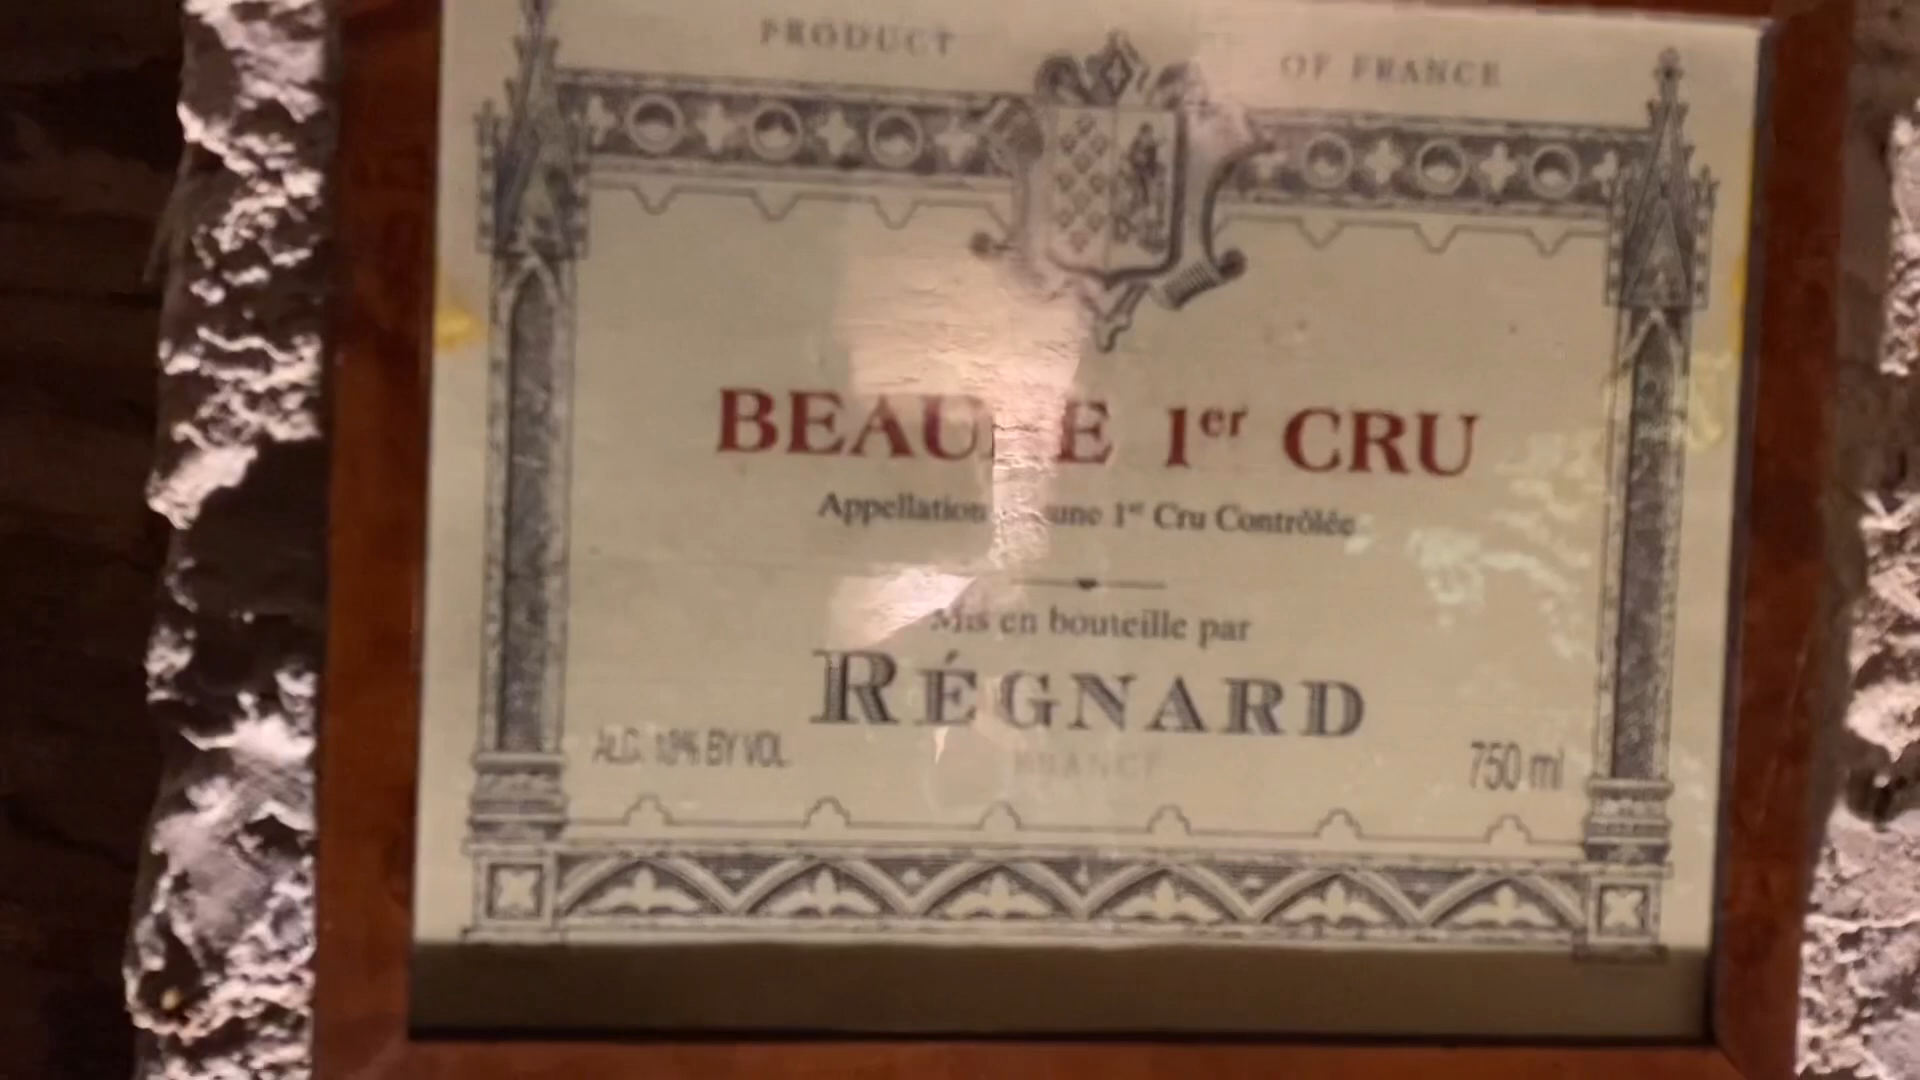 PRODUCT OF FRANCE
BEAUNE 1er CRU
Appellation Beaune 1er Cru Contrôlée
Mis en bouteille par
RÉGNARD
ALC. 13% BY VOL.
FRANCE
750 ml